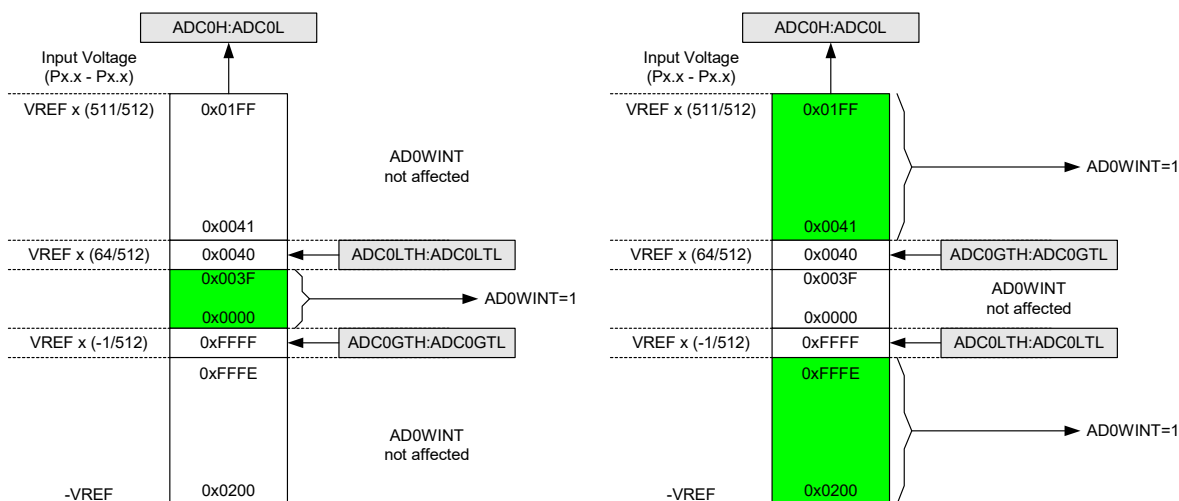 ADC0H:ADC0L
Input Voltage
(Px.x - Px.x)
VREF x (511/512)
0x01FF
AD0WINT
not affected
0x0041
VREF x (64/512)
0x0040
ADC0LTH:ADC0LTL
0x003F
AD0WINT=1
0x0000
VREF x (-1/512)
0xFFFF
ADC0GTH:ADC0GTL
0xFFFE
AD0WINT
not affected
-VREF
0x0200
ADC0H:ADC0L
Input Voltage
(Px.x - Px.x)
VREF x (511/512)
0x01FF
AD0WINT=1
0x0041
VREF x (64/512)
0x0040
ADC0GTH:ADC0GTL
0x003F
AD0WINT
not affected
0x0000
VREF x (-1/512)
0xFFFF
ADC0LTH:ADC0LTL
0xFFFE
AD0WINT=1
-VREF
0x0200